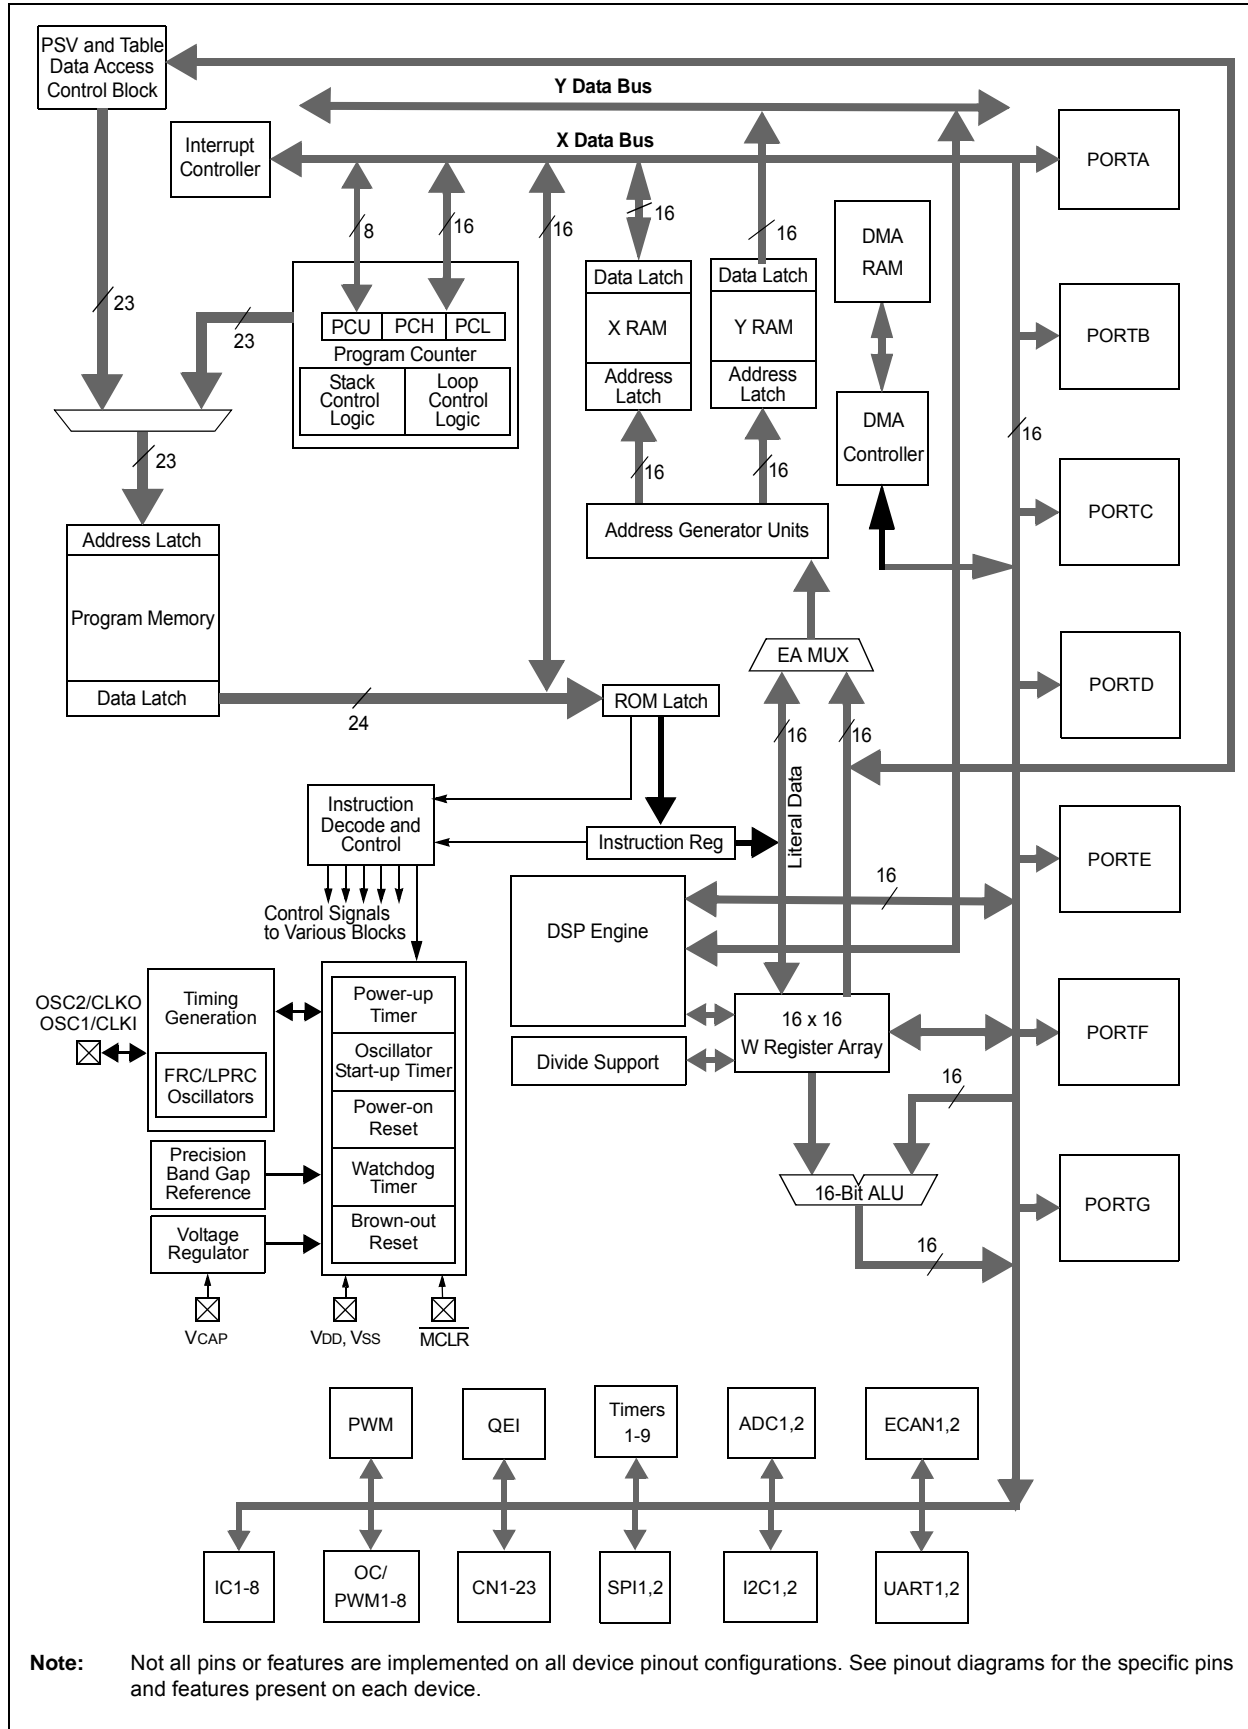 PSV and Table
Data Access
Control Block
Y Data Bus
X Data Bus
Interrupt
Controller
PORTA
8
16
16
16
16
DMA
RAM
23
23
Data Latch
X RAM
Address
Latch
Data Latch
Y RAM
Address
Latch
PCU
PCH
PCL
Program Counter
Stack
Control
Logic
Loop
Control
Logic
PORTB
DMA
Controller
16
23
16
16
PORTC
Address Latch
Program Memory
Data Latch
Address Generator Units
EA MUX
PORTD
24
ROM Latch
16
16
Literal Data
Instruction
Decode and
Control
Instruction Reg
PORTE
Control Signals
to Various Blocks
DSP Engine
16
OSC2/CLKO
OSC1/CLKI
Timing
Generation
FRC/LPRC
Oscillators
Power-up
Timer
Oscillator
Start-up Timer
Power-on
Reset
Watchdog
Timer
Brown-out
Reset
16 x 16
W Register Array
Divide Support
PORTF
16
Precision
Band Gap
Reference
Voltage
Regulator
16-Bit ALU
PORTG
16
VCAP
VDD, VSS
MCLR
PWM
QEI
Timers
1-9
ADC1,2
ECAN1,2
IC1-8
OC/
PWM1-8
CN1-23
SPI1,2
I2C1,2
UART1,2
Note: Not all pins or features are implemented on all device pinout configurations. See pinout diagrams for the specific pins
and features present on each device.